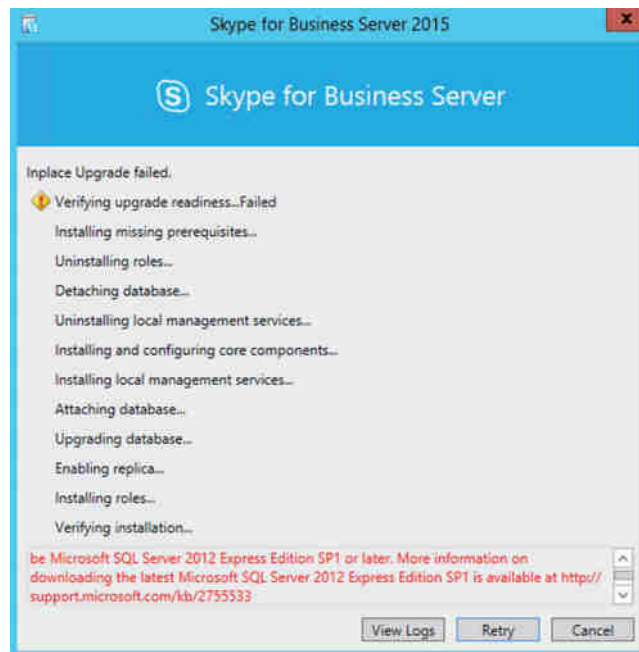 Skype for Business Server 2015
x
S Skype for Business Server
Inplace Upgrade failed.
Verifying upgrade readiness...Failed
Installing missing prerequisites...
Uninstalling roles...
Detaching database...
Uninstalling local management services...
Installing and configuring core components...
Installing local management services...
Attaching database...
Upgrading database...
Enabling replica...
Installing roles...
Verifying installation...
be Microsoft SQL Server 2012 Express Edition SP1 or later. More information on
downloading the latest Microsoft SQL Server 2012 Express Edition SP1 is available at http://
support.microsoft.com/kb/2755533
View Logs Retry Cancel